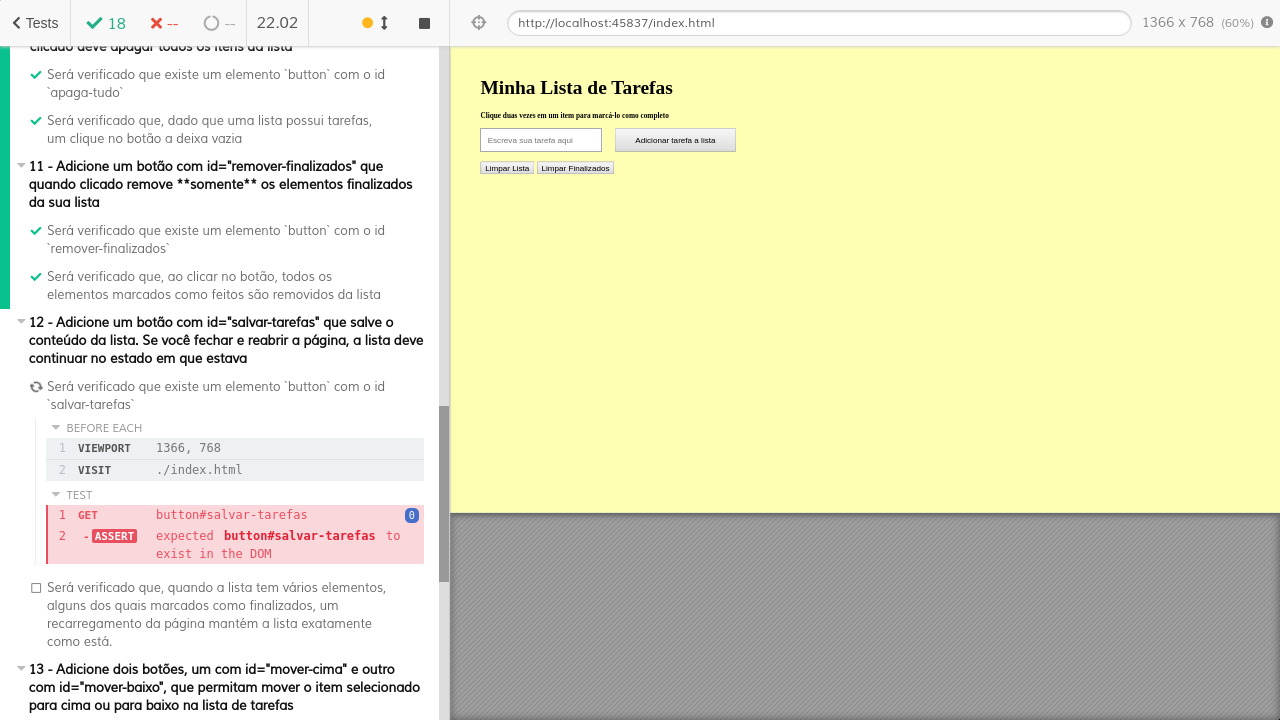 Tests
18
--
--
22.02
http://localhost:45837/index.html
1366 x 768 (60%)
clicado deve apagar todos os itens da lista
Será verificado que existe um elemento `button` com o id
`apaga-tudo`
Será verificado que, dado que uma lista possui tarefas,
um clique no botão a deixa vazia
11 - Adicione um botão com id="remover-finalizados" que
quando clicado remove **somente** os elementos finalizados
da sua lista
Será verificado que existe um elemento `button` com o id
`remover-finalizados`
Será verificado que, ao clicar no botão, todos os
elementos marcados como feitos são removidos da lista
12 - Adicione um botão com id="salvar-tarefas" que salve o
conteúdo da lista. Se você fechar e reabrir a página, a lista deve
continuar no estado em que estava
Será verificado que existe um elemento `button` com o id
`salvar-tarefas`
BEFORE EACH
1 VIEWPORT 1366, 768
2 VISIT ./index.html
TEST
1 GET button#salvar-tarefas 0
2 -ASSERT expected button#salvar-tarefas to
exist in the DOM
Será verificado que, quando a lista tem vários elementos,
alguns dos quais marcados como finalizados, um
recarregamento da página mantém a lista exatamente
como está.
13 - Adicione dois botões, um com id="mover-cima" e outro
com id="mover-baixo", que permitam mover o item selecionado
para cima ou para baixo na lista de tarefas
Minha Lista de Tarefas
Clique duas vezes em um item para marcá-lo como completo
Escreva sua tarefa aqui
Adicionar tarefa a lista
Limpar Lista
Limpar Finalizados